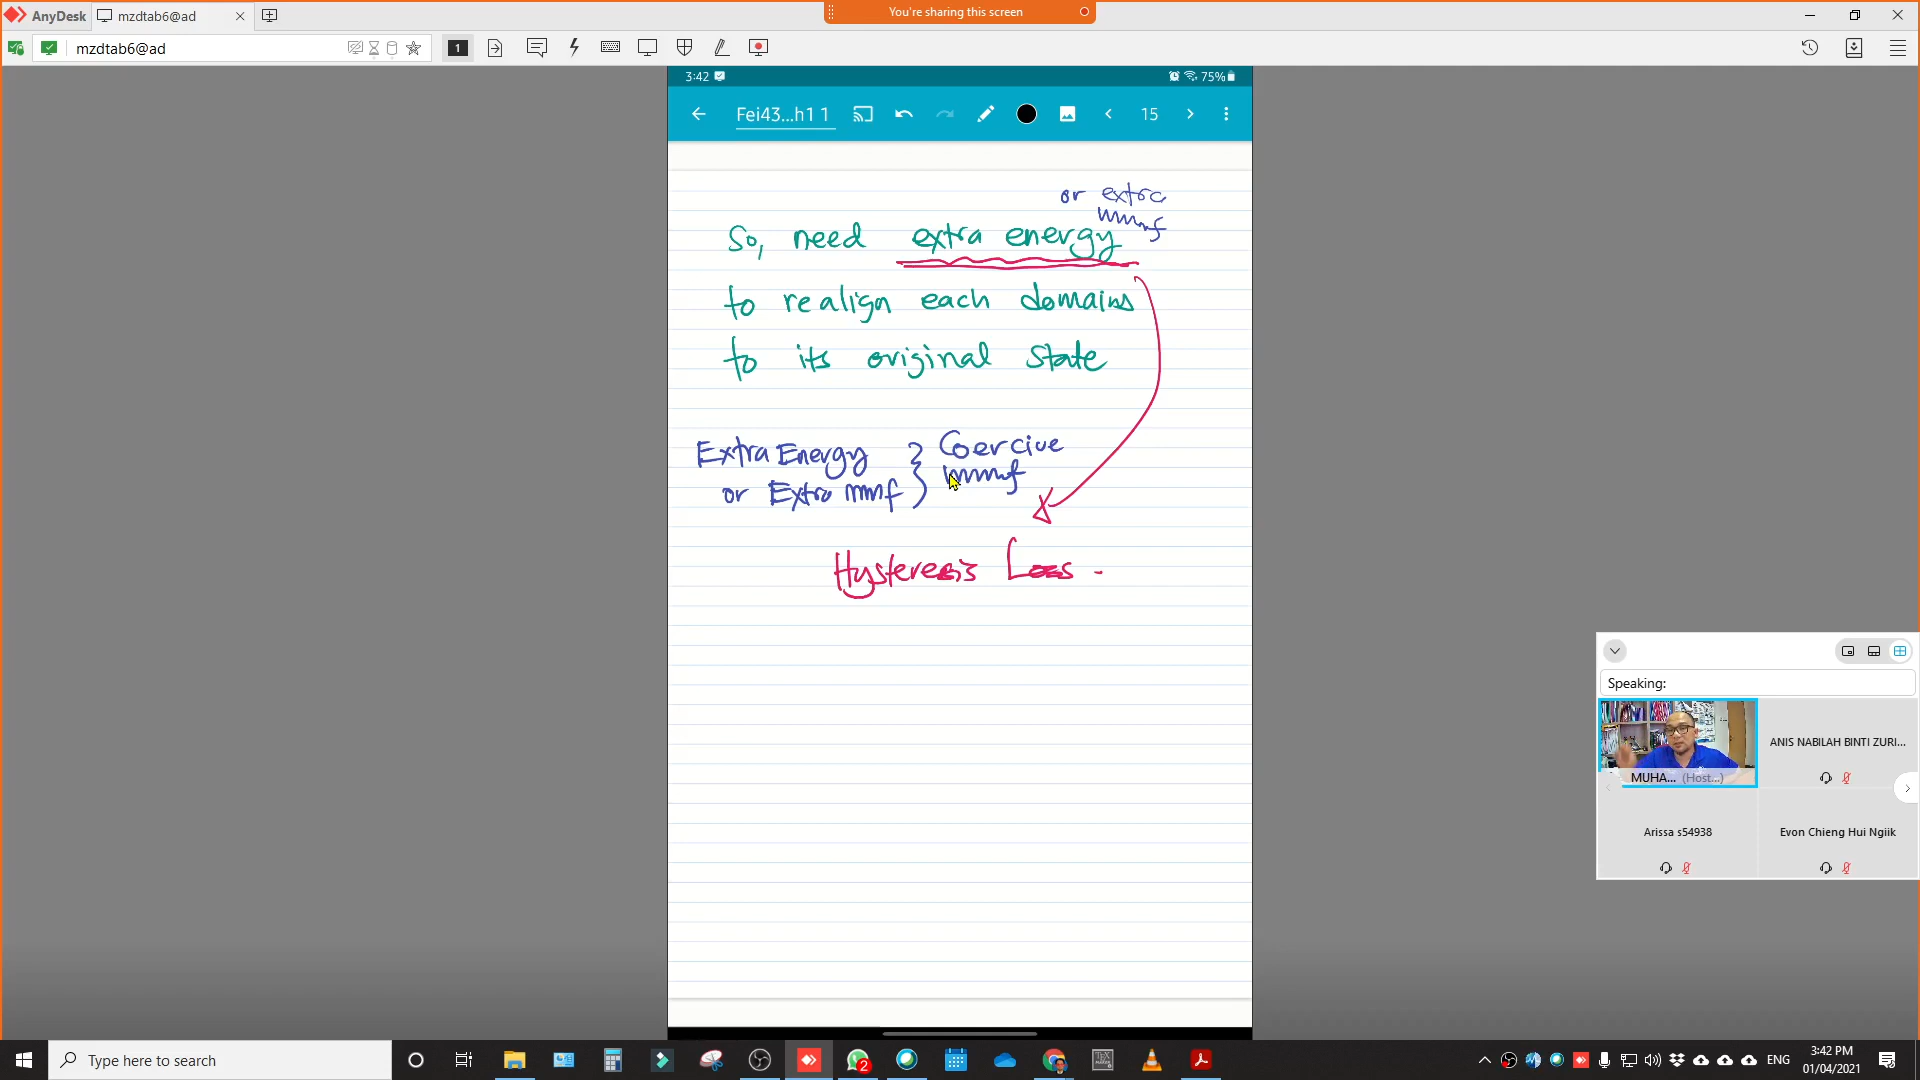 AnyDesk
mzdtab6@ad
You're sharing this screen
mzdtab6@ad
1
3:42
75%
Fei43...h1 1
15
or extra
mmf
So, need extra energy
to realign each domains
to its original state
Extra Energy
or Extra mmf
Coercive
mmf
Hysteresis Loss.
Speaking:
MUHA... (Host...)
ANIS NABILAH BINTI ZURI...
Arissa s54938
Evon Chieng Hui Ngiik
Type here to search
2
ENG
3:42 PM
01/04/2021